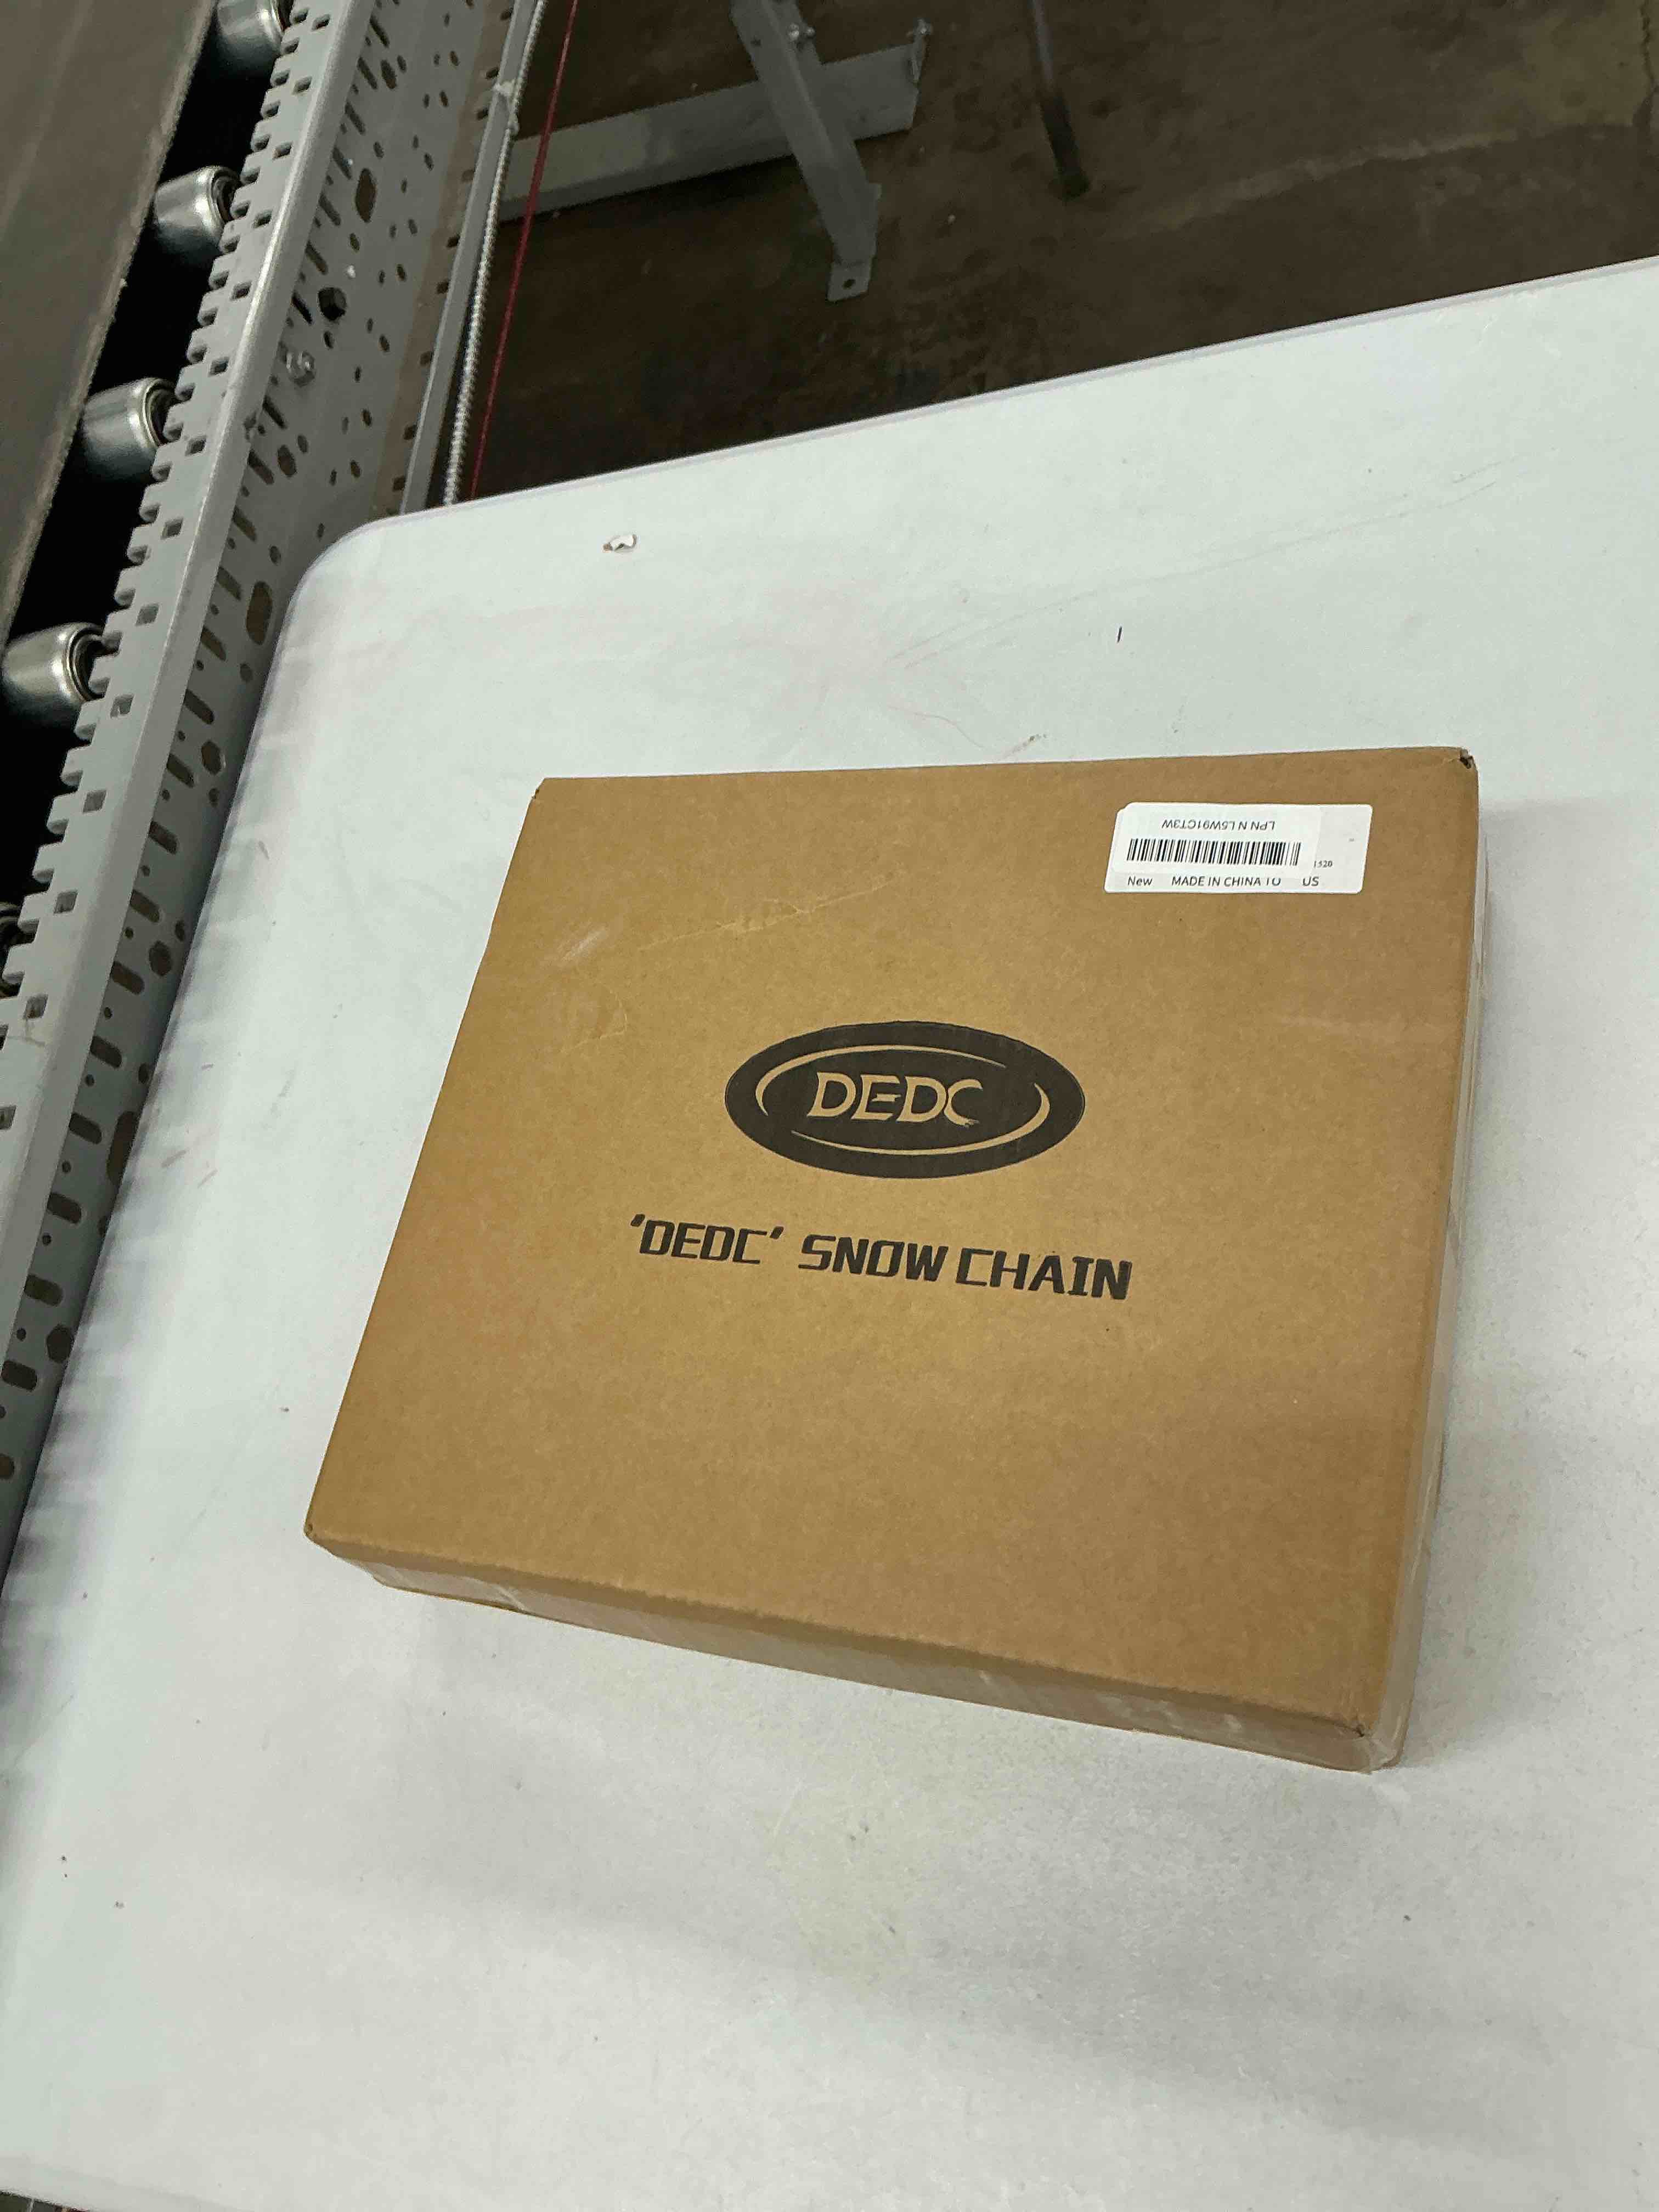 LPN N L5W91CT3W
1520
New MADE IN CHINA TO US
DEDC
'DEDC' SNOW CHAIN